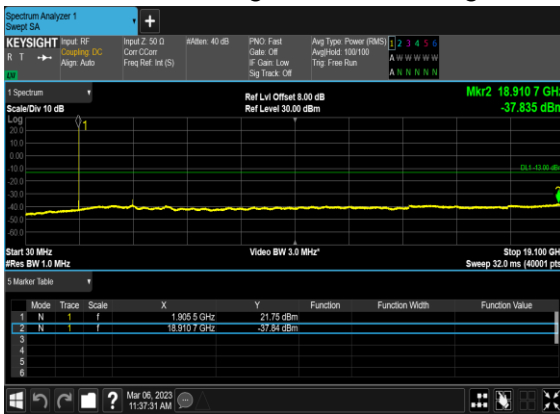 Spectrum Analyzer 1
Swept SA
KEYSIGHT
R T
LV
Input: RF
Coupling: DC
Align: Auto
Input Z: 50 Ω
Corr CCorr
Freq Ref: Int (S)
#Atten: 40 dB
PNO: Fast
Gate: Off
IF Gain: Low
Sig Track: Off
Avg Type: Power (RMS)
Avg|Hold: 100/100
Trig: Free Run
1 2 3 4 5 6
A W W W W W
A N N N N N
1 Spectrum
Scale/Div 10 dB
Log
Ref Lvl Offset 8.00 dB
Ref Level 30.00 dBm
Mkr2 18.910 7 GHz
-37.835 dBm
20.0
10.0
0.00
-10.0
-20.0
-30.0
-40.0
-50.0
-60.0
1
DL1 -13.00 dBm
Start 30 MHz
#Res BW 1.0 MHz
Video BW 3.0 MHz*
Stop 19.100 GHz
Sweep 32.0 ms (40001 pts)
5 Marker Table
Mode Trace Scale X Y Function Function Width Function Value
1 N 1 f 1.905 5 GHz 21.75 dBm
2 N 1 f 18.910 7 GHz -37.84 dBm
3
4
5
6
?
Mar 06, 2023
11:37:31 AM